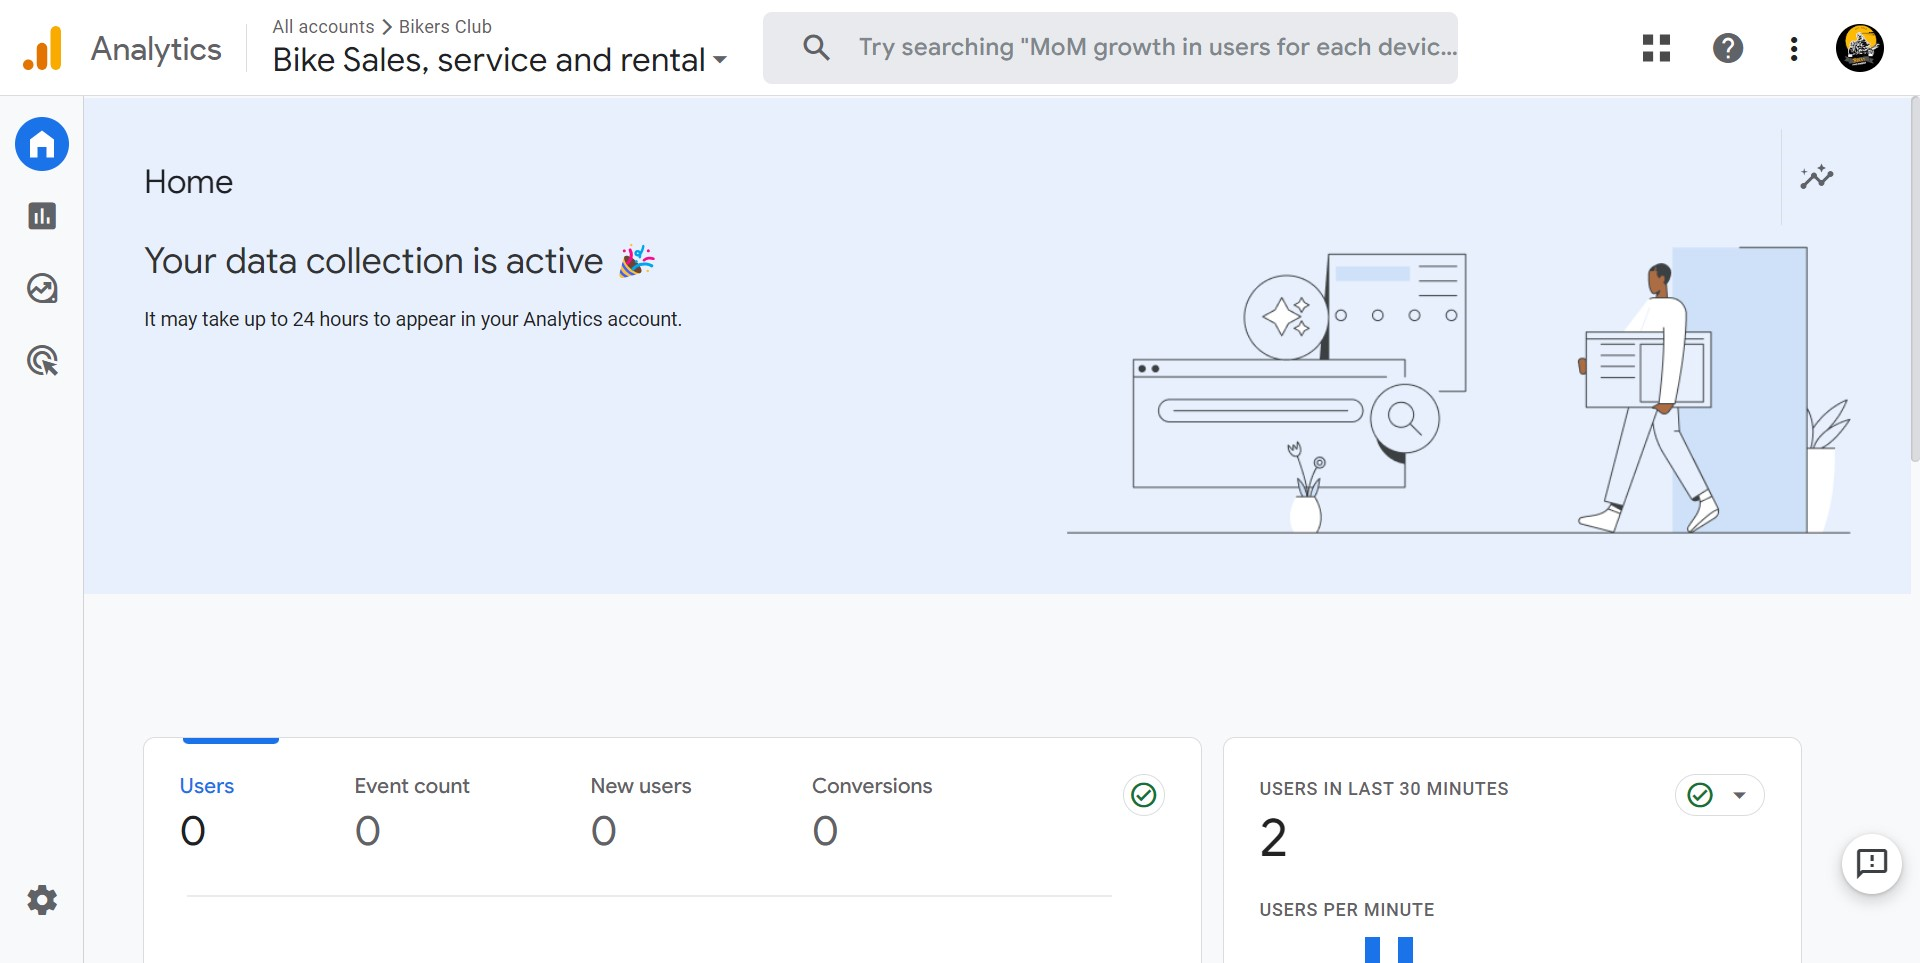 Analytics
All accounts > Bikers Club
Bike Sales, service and rental
Try searching "MoM growth in users for each devic...
Home
Your data collection is active 🎉
It may take up to 24 hours to appear in your Analytics account.
Users
Event count
New users
Conversions
0
0
0
0
USERS IN LAST 30 MINUTES
2
USERS PER MINUTE